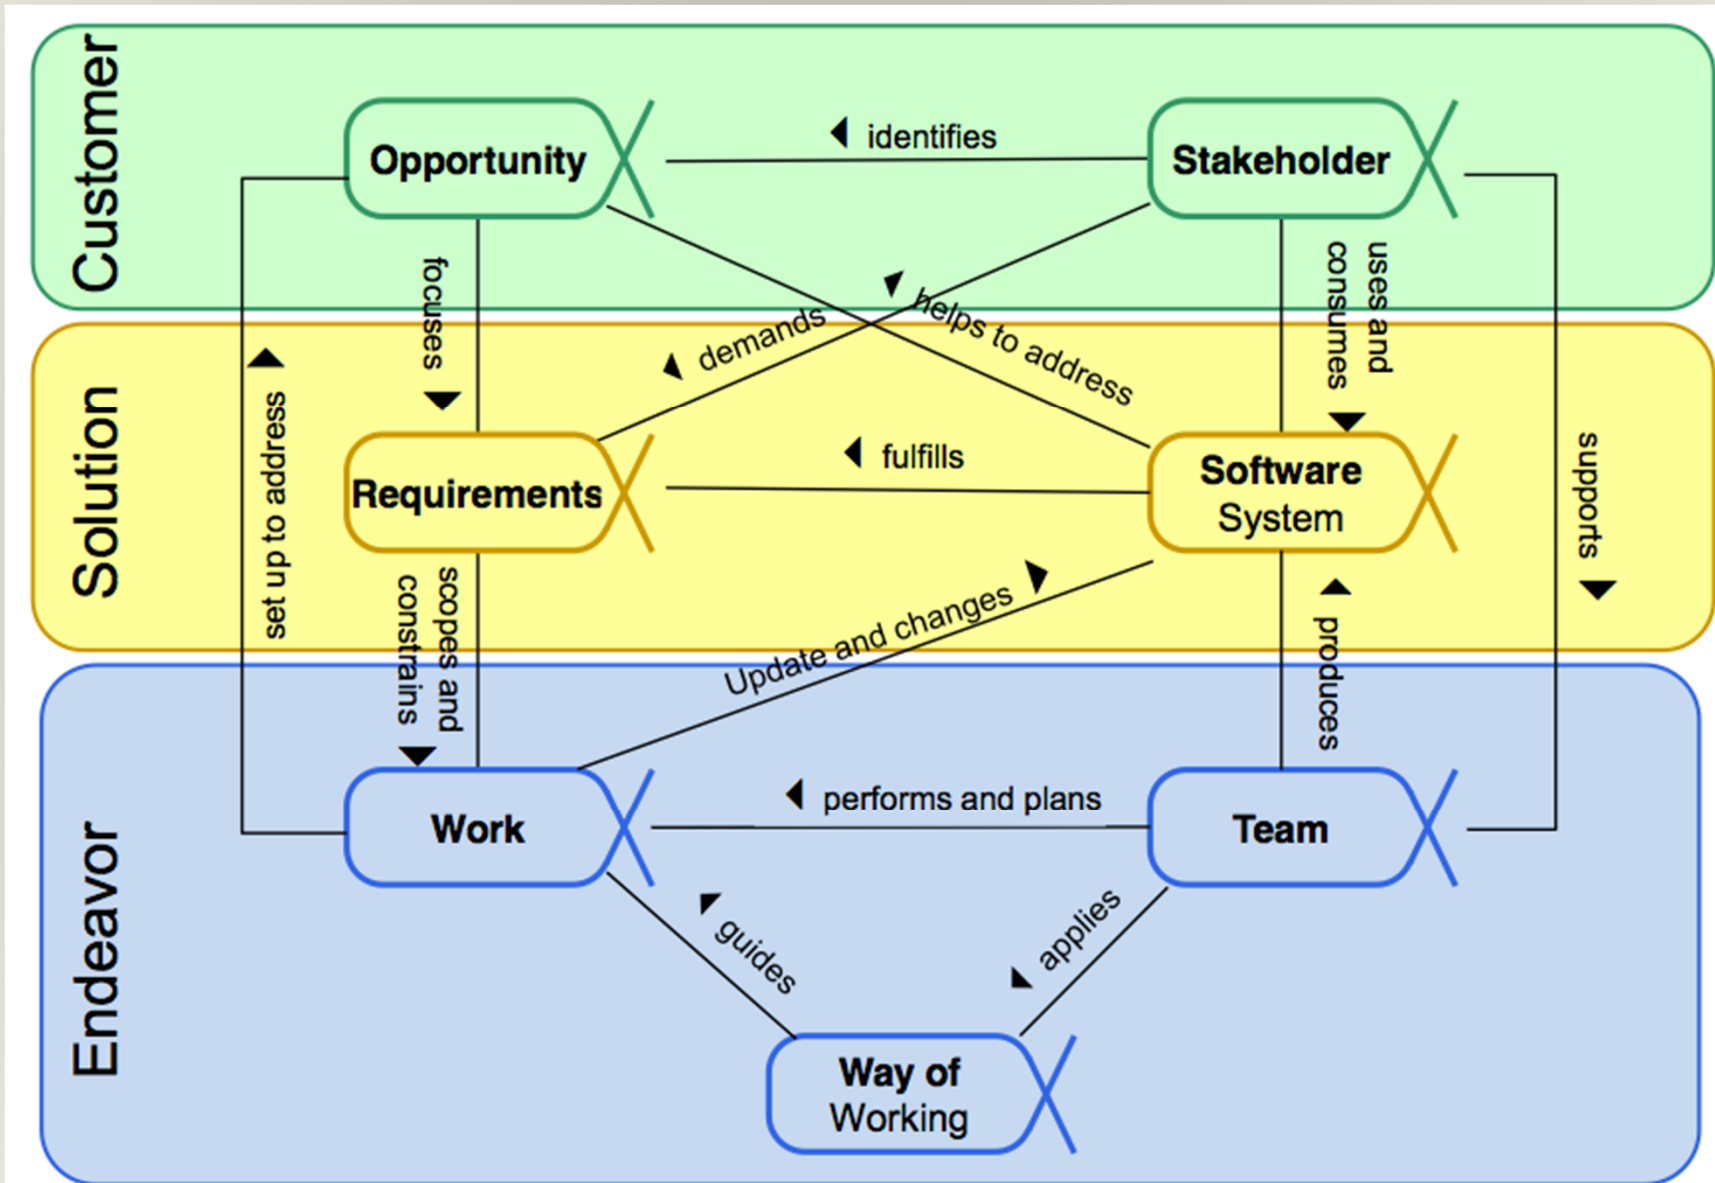 Customer
Opportunity
identifies
Stakeholder
focuses
demands
helps to address
uses and
consumes
Solution
set up to address
Requirements
fulfills
Software
System
supports
scopes and
constrains
Update and changes
produces
Endeavor
Work
performs and plans
Team
guides
applies
Way of
Working